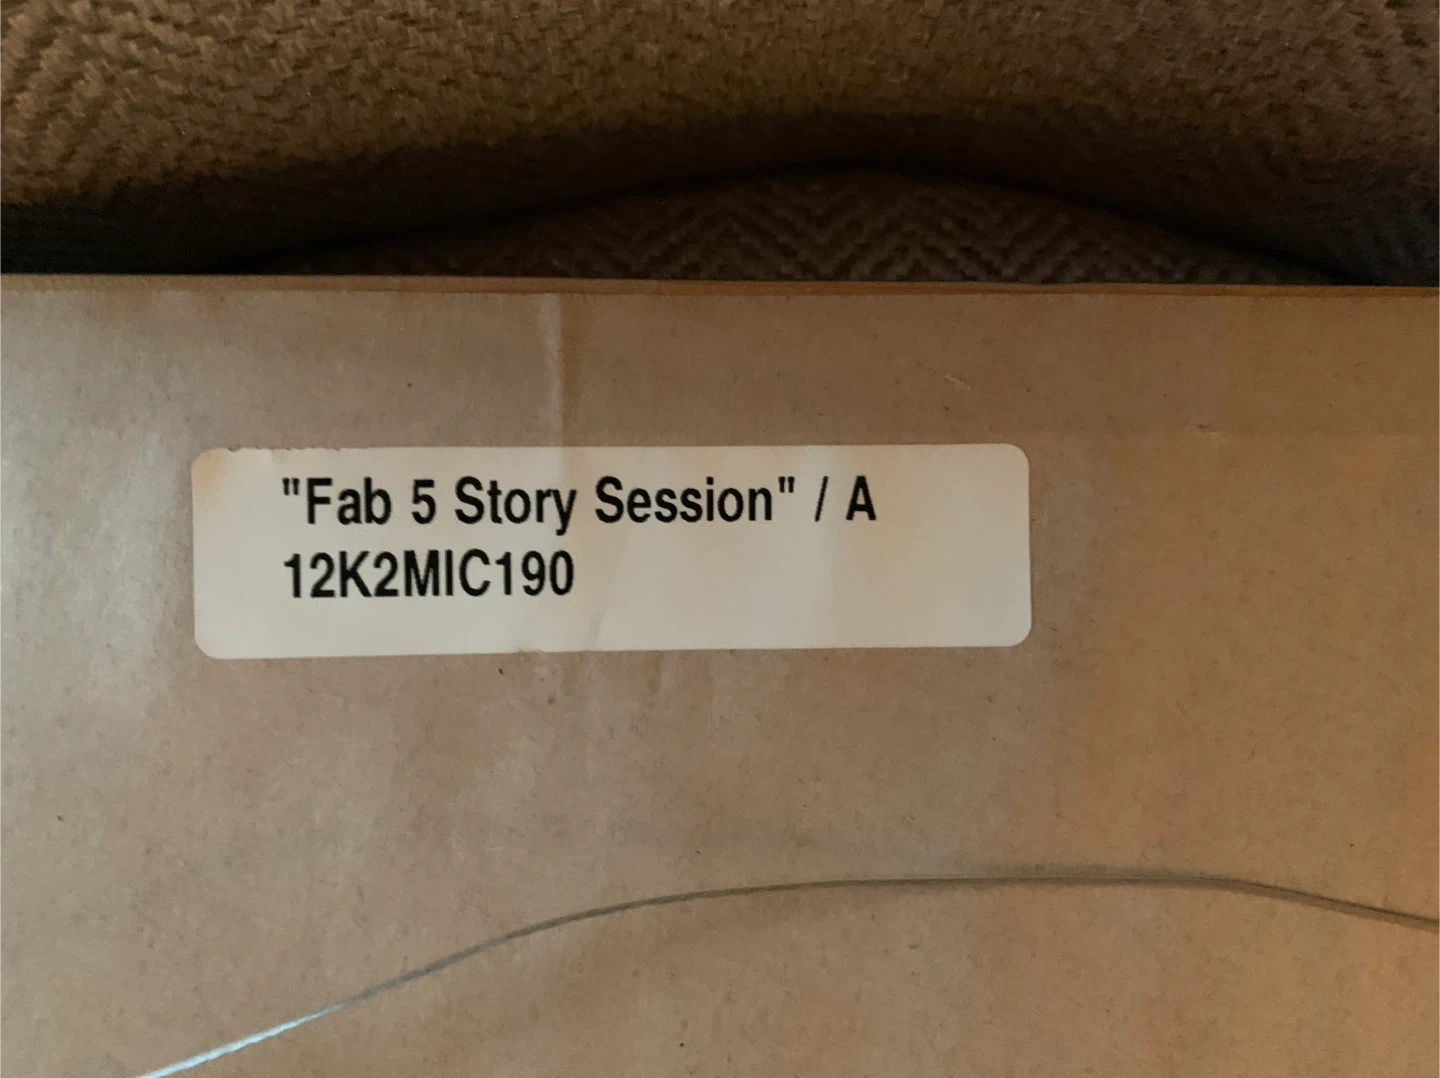 "Fab 5 Story Session" / A
12K2MIC190